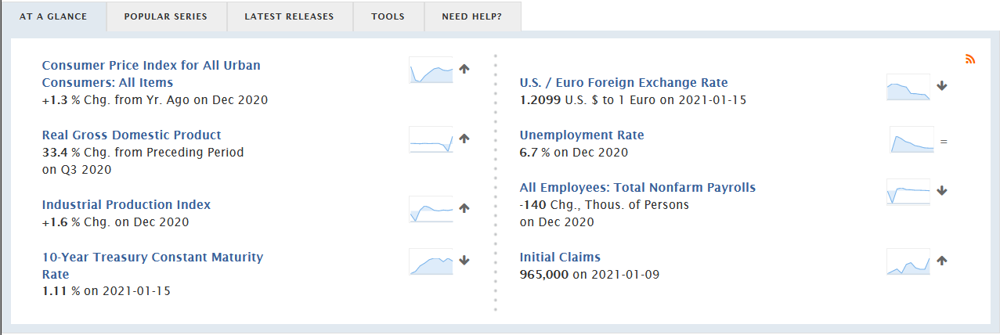 AT A GLANCE
POPULAR SERIES
LATEST RELEASES
TOOLS
NEED HELP?
Consumer Price Index for All Urban
Consumers: All Items
+1.3 % Chg. from Yr. Ago on Dec 2020
Real Gross Domestic Product
33.4 % Chg. from Preceding Period
on Q3 2020
Industrial Production Index
+1.6 % Chg. on Dec 2020
10-Year Treasury Constant Maturity
Rate
1.11 % on 2021-01-15
U.S. / Euro Foreign Exchange Rate
1.2099 U.S. $ to 1 Euro on 2021-01-15
Unemployment Rate
6.7 % on Dec 2020
=
All Employees: Total Nonfarm Payrolls
-140 Chg., Thous. of Persons
on Dec 2020
Initial Claims
965,000 on 2021-01-09